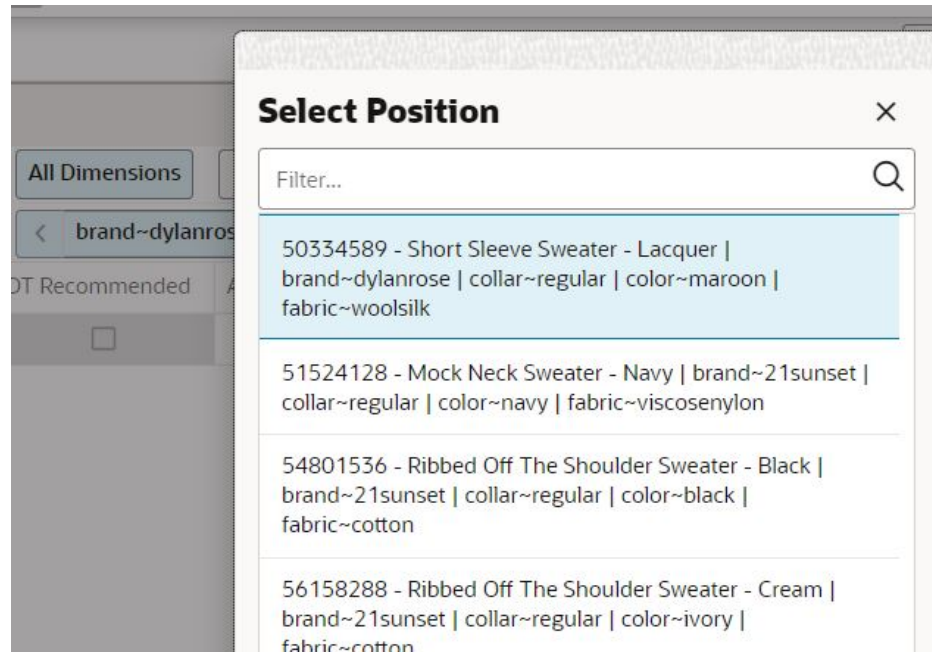 Select Position
Filter...
All Dimensions
brand~dylanros
DT Recommended
50334589 - Short Sleeve Sweater - Lacquer |
brand~dylanrose | collar~regular | color~maroon |
fabric~woolsilk
51524128 - Mock Neck Sweater - Navy | brand~21sunset |
collar~regular | color~navy | fabric~viscosenylon
54801536 - Ribbed Off The Shoulder Sweater - Black |
brand~21sunset | collar~regular | color~black |
fabric~cotton
56158288 - Ribbed Off The Shoulder Sweater - Cream |
brand~21sunset | collar~regular | color~ivory |
fabric~cotton